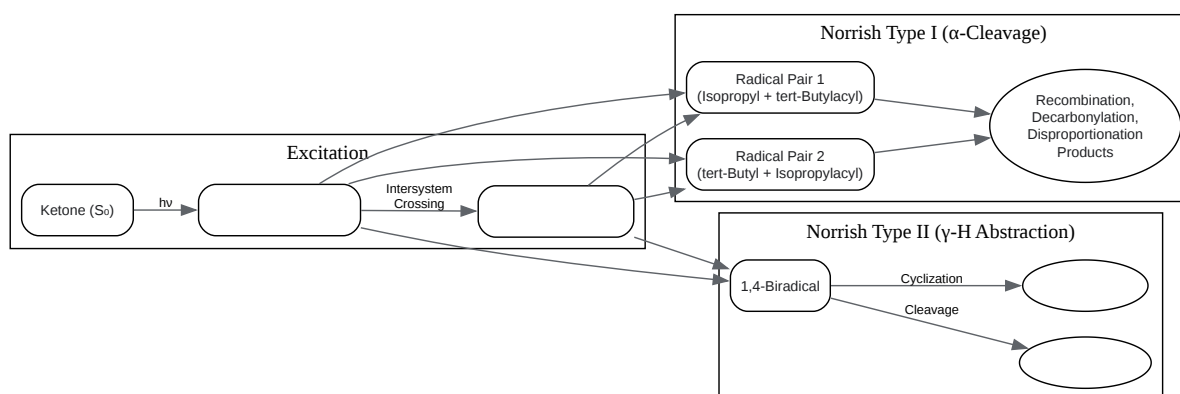 Norrish Type I (α-Cleavage)
Radical Pair 1
(Isopropyl + tert-Butylacyl)
Recombination,
Decarbonylation,
Disproportionation
Products
Radical Pair 2
(tert-Butyl + Isopropylacyl)
Excitation
Ketone (S₀)
hν
Intersystem
Crossing
Norrish Type II (γ-H Abstraction)
1,4-Biradical
Cyclization
Cleavage